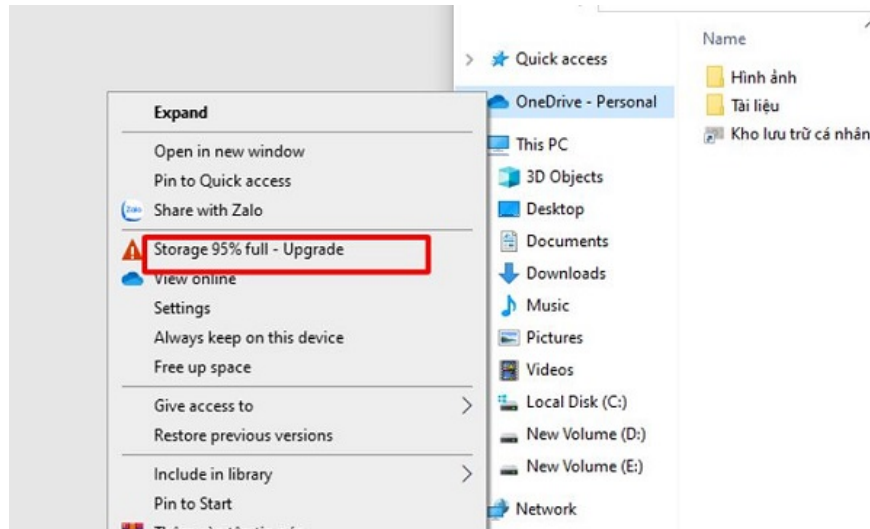 Expand
Open in new window
Pin to Quick access
Zalo
Share with Zalo
Storage 95% full - Upgrade
View online
Settings
Always keep on this device
Free up space
Give access to
Restore previous versions
Include in library
Pin to Start
Quick access
OneDrive - Personal
This PC
3D Objects
Desktop
Documents
Downloads
Music
Pictures
Videos
Local Disk (C:)
New Volume (D:)
New Volume (E:)
Network
Name
Hình ảnh
Tài liệu
Kho lưu trữ cá nhân